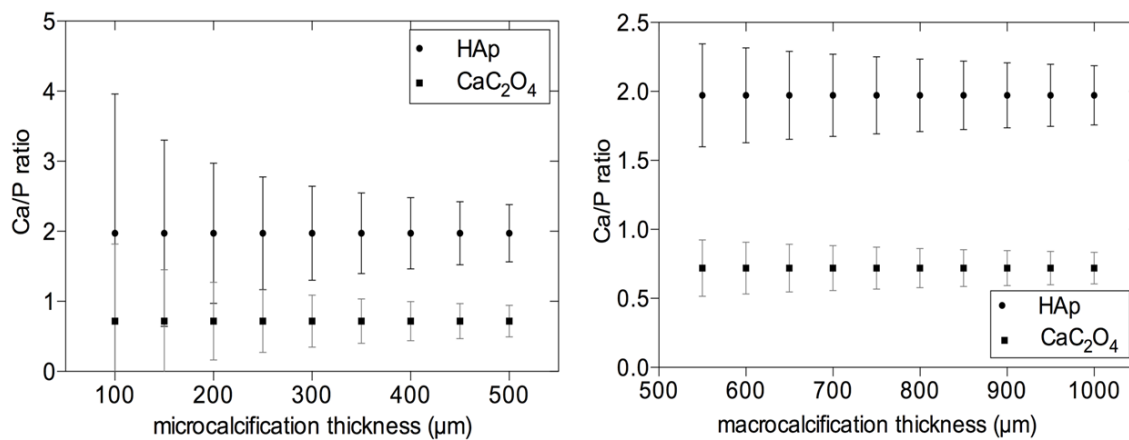 5
4
3
2
1
0
Ca/P ratio
HAp
CaC₂O₄
100 200 300 400 500
microcalcification thickness (μm)
2.5
2.0
1.5
1.0
0.5
0.0
Ca/P ratio
HAp
CaC₂O₄
500 600 700 800 900 1000
macrocalcification thickness (μm)